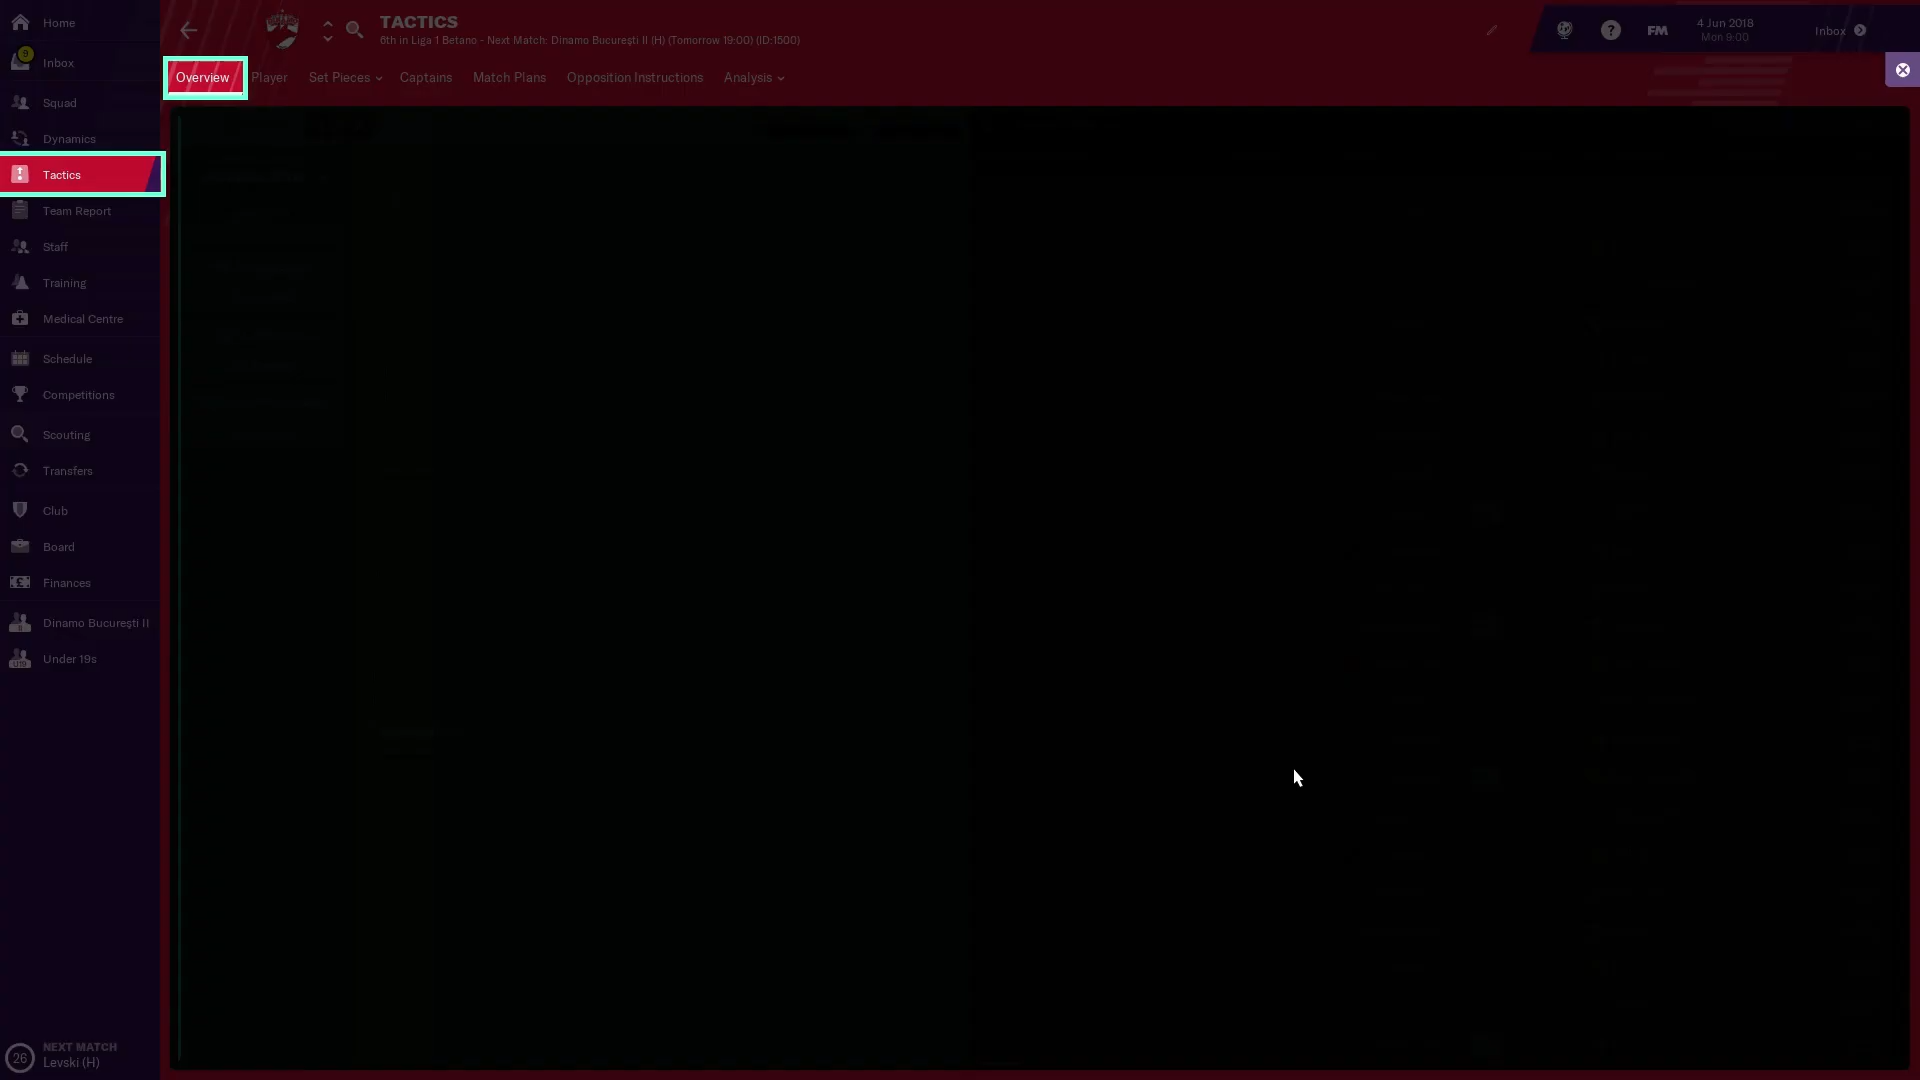 Home
TACTICS
6th in Liga 1 Betano - Next Match: Dinamo București II (H) (Tomorrow 19:00) (ID:1500)
FM
4 Jun 2018
Mon 9:00
Inbox
Inbox
Overview
Player
Set Pieces
Captains
Match Plans
Opposition Instructions
Analysis
Squad
Dynamics
Tactics
Team Report
Staff
Training
Medical Centre
Schedule
Competitions
Scouting
Transfers
Club
Board
Finances
Dinamo București II
Under 19s
26
NEXT MATCH
Levski (H)